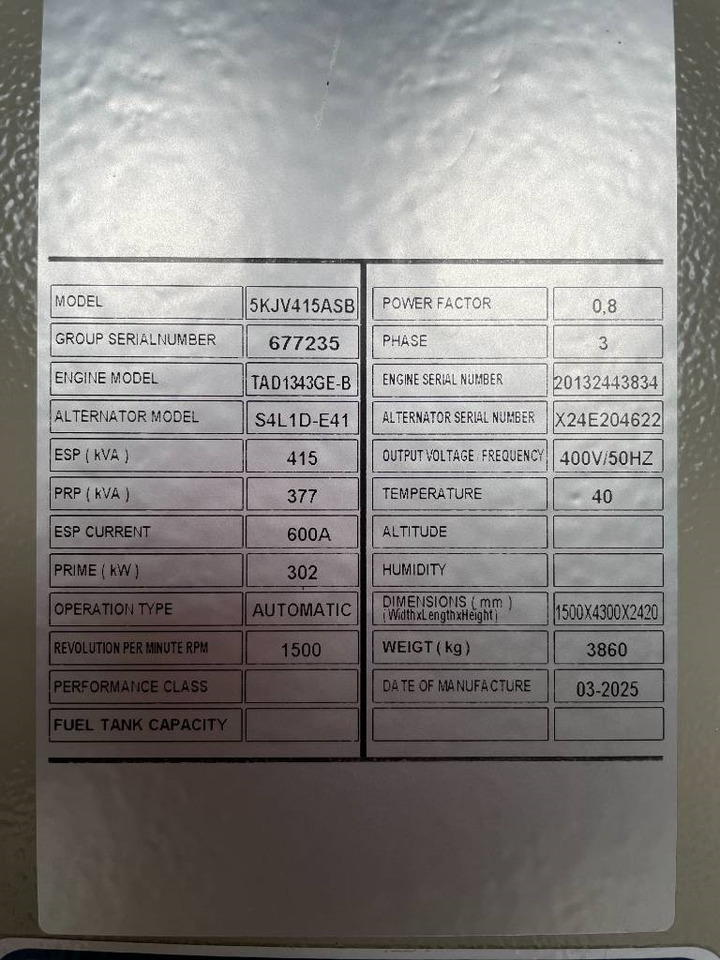 MODEL 5KJV415ASB POWER FACTOR 0,8
GROUP SERIALNUMBER 677235 PHASE 3
ENGINE MODEL TAD1343GE-B ENGINE SERIAL NUMBER 20132443834
ALTERNATOR MODEL S4L1D-E41 ALTERNATOR SERIAL NUMBER X24E204622
ESP ( kVA ) 415 OUTPUT VOLTAGE / FREQUENCY 400V/50HZ
PRP ( kVA ) 377 TEMPERATURE 40
ESP CURRENT 600A ALTITUDE
PRIME ( kW ) 302 HUMIDITY
OPERATION TYPE AUTOMATIC DIMENSIONS ( mm ) 1500X4300X2420
( WidthxLengthxHeight )
REVOLUTION PER MINUTE RPM 1500 WEIGT ( kg ) 3860
PERFORMANCE CLASS DATE OF MANUFACTURE 03-2025
FUEL TANK CAPACITY